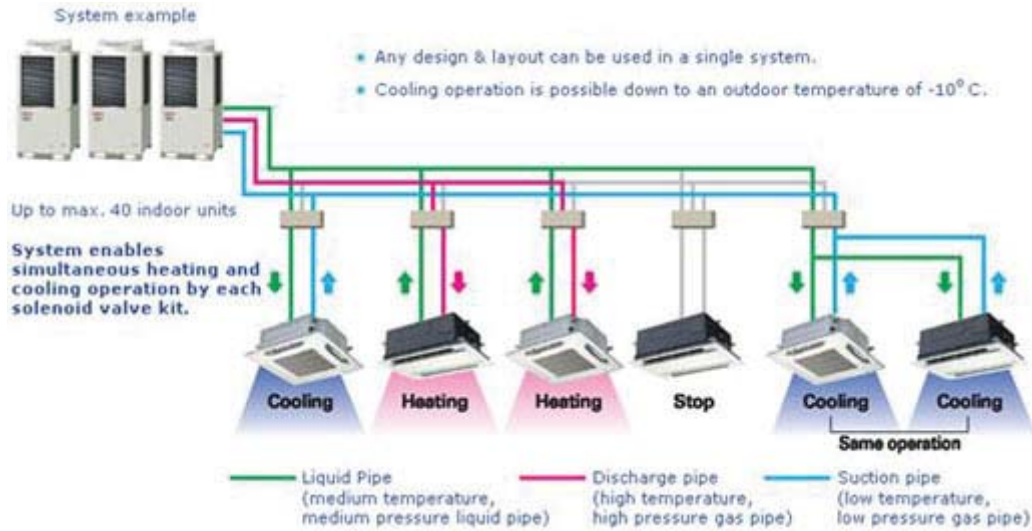 System example
Any design & layout can be used in a single system.
Cooling operation is possible down to an outdoor temperature of -10⁰ C.
Up to max. 40 indoor units
System enables
simultaneous heating and
cooling operation by each
solenoid valve kit.
Cooling
Heating
Heating
Stop
Cooling
Cooling
Same operation
Liquid Pipe
(medium temperature,
medium pressure liquid pipe)
Discharge pipe
(high temperature,
high pressure gas pipe)
Suction pipe
(low temperature,
low pressure gas pipe)